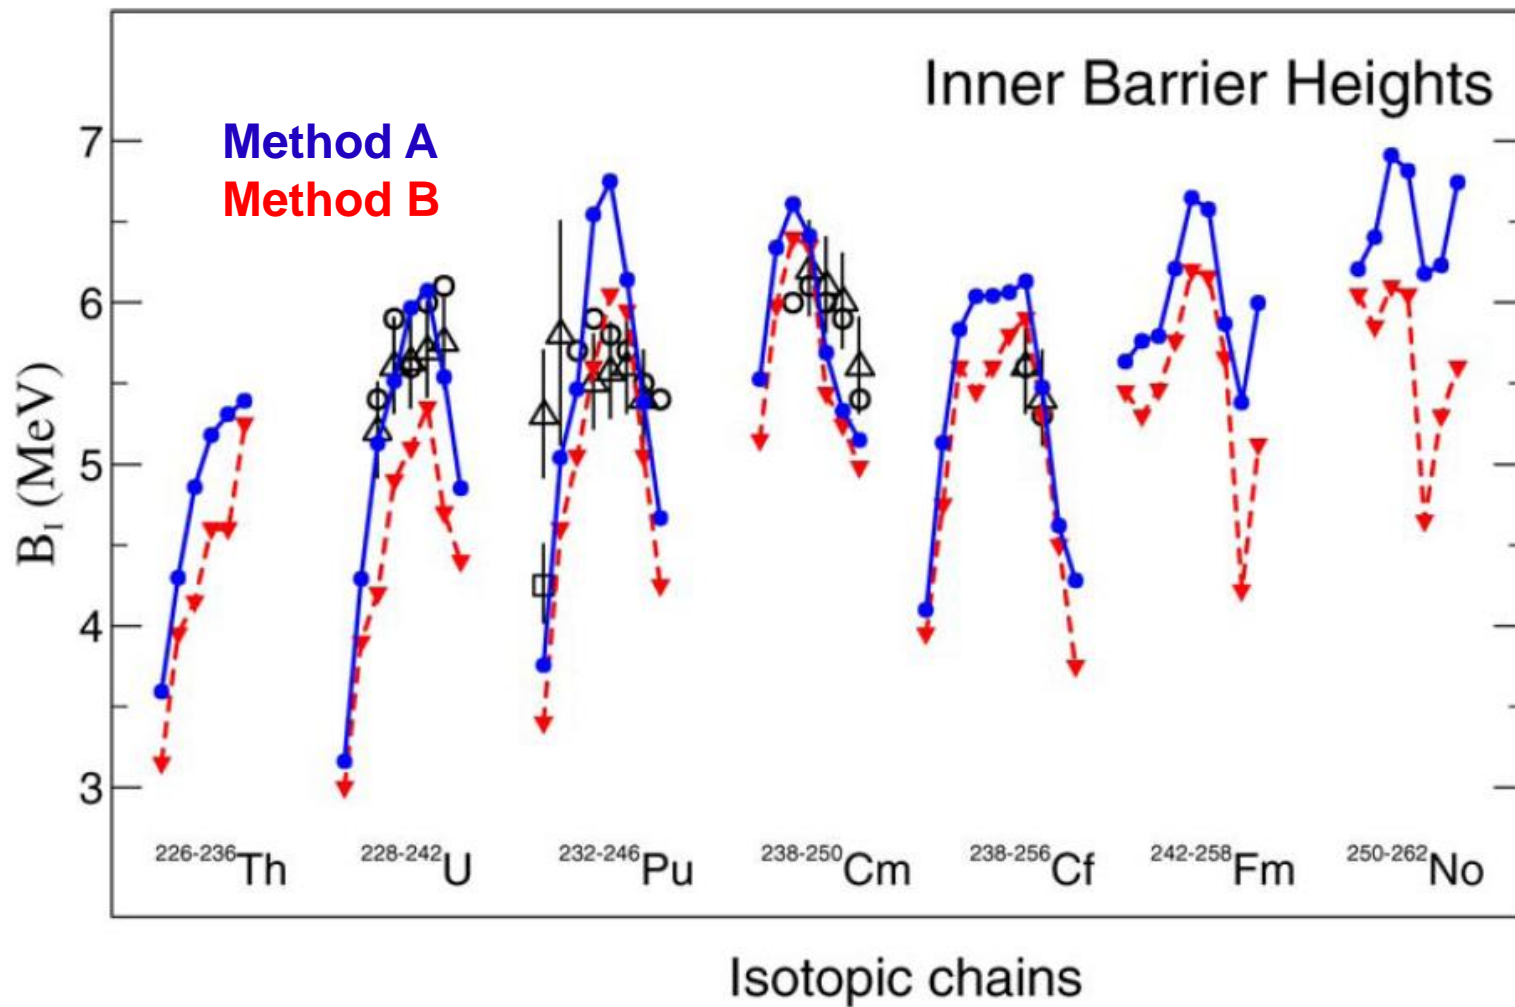 Inner Barrier Heights
Method A
Method B
7
6
5
4
3
B_I (MeV)
226-236Th
228-242U
232-246Pu
238-250Cm
238-256Cf
242-258Fm
250-262No
Isotopic chains